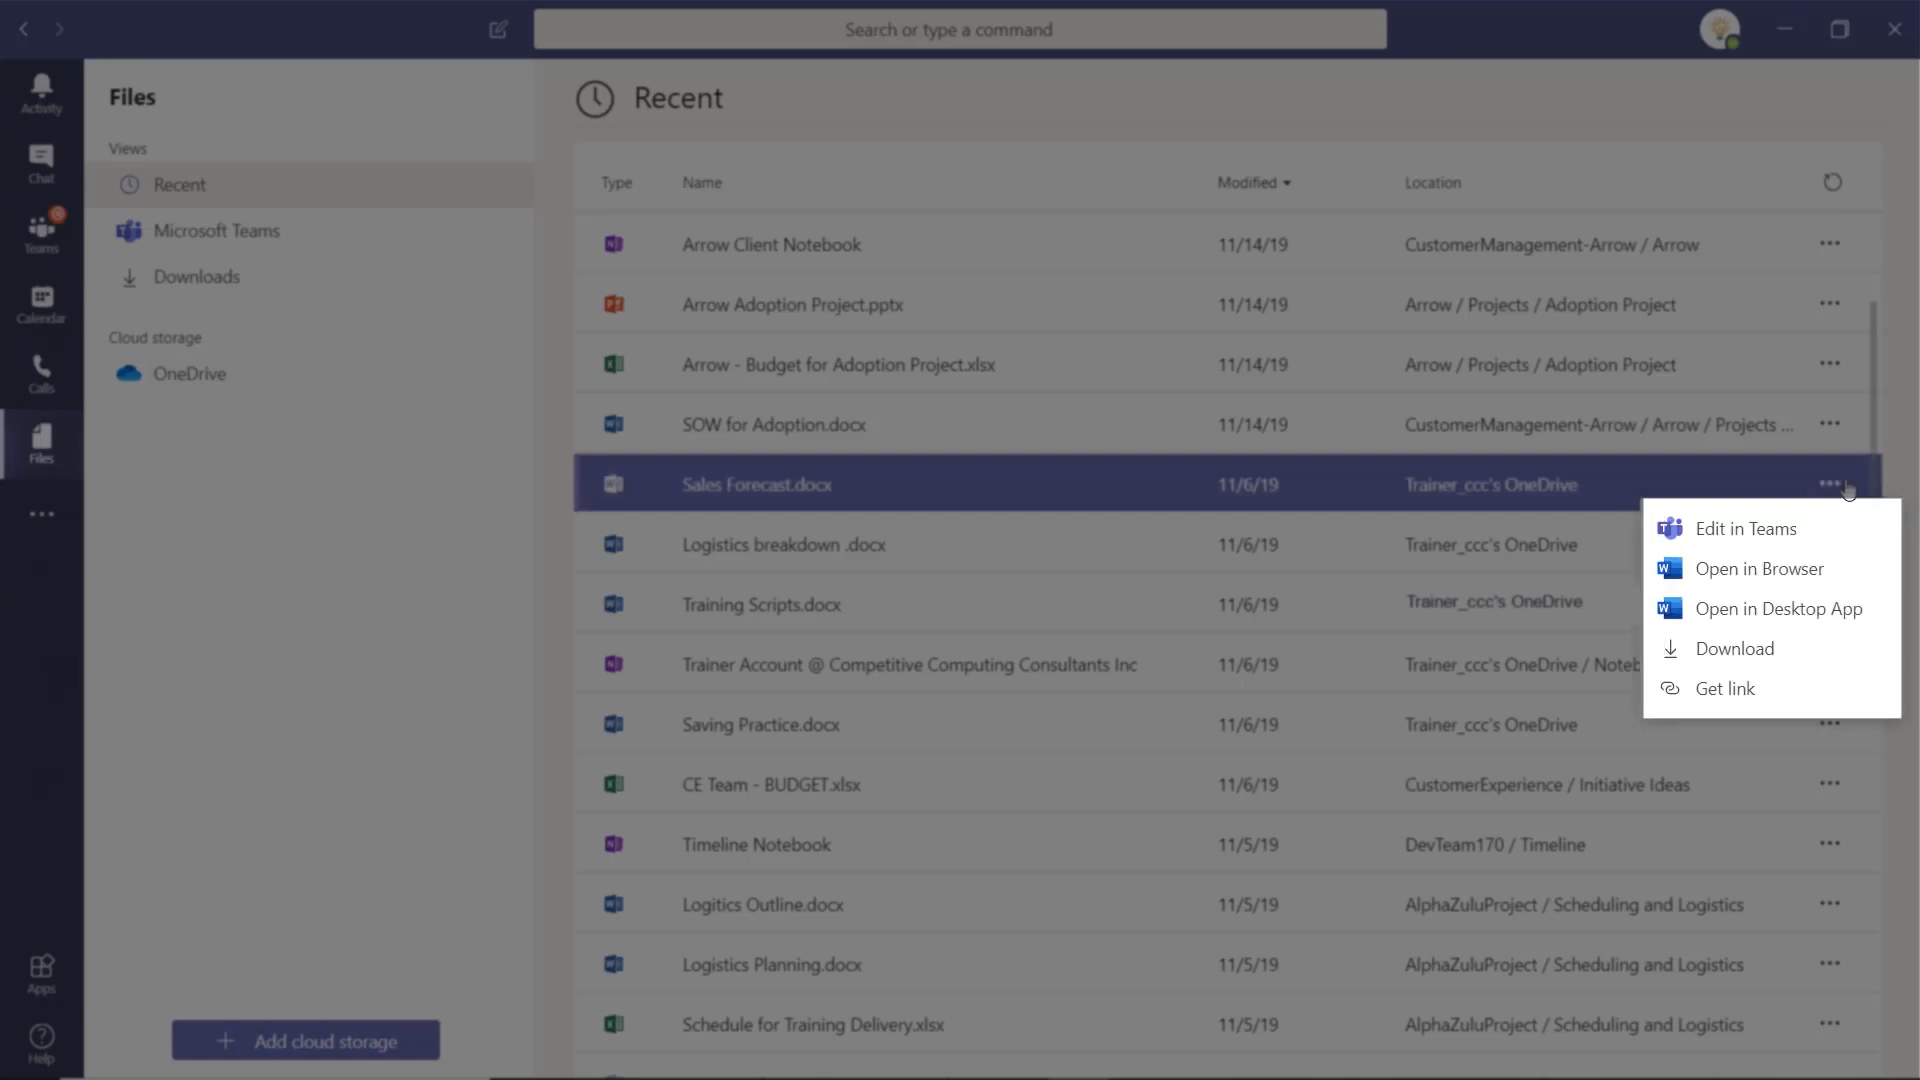 Search or type a command
Activity
Chat
Teams
Calendar
Calls
Files
Apps
Help
Files
Views
Recent
Microsoft Teams
Downloads
Cloud storage
OneDrive
Add cloud storage
Recent
Type Name Modified Location
Arrow Client Notebook 11/14/19 CustomerManagement-Arrow / Arrow
Arrow Adoption Project.pptx 11/14/19 Arrow / Projects / Adoption Project
Arrow - Budget for Adoption Project.xlsx 11/14/19 Arrow / Projects / Adoption Project
SOW for Adoption.docx 11/14/19 CustomerManagement-Arrow / Arrow / Projects ...
Sales Forecast.docx 11/6/19 Trainer_ccc's OneDrive
Logistics breakdown .docx 11/6/19 Trainer_ccc's OneDrive
Training Scripts.docx 11/6/19 Trainer_ccc's OneDrive
Trainer Account @ Competitive Computing Consultants Inc 11/6/19 Trainer_ccc's OneDrive / Noteb
Saving Practice.docx 11/6/19 Trainer_ccc's OneDrive
CE Team - BUDGET.xlsx 11/6/19 CustomerExperience / Initiative Ideas
Timeline Notebook 11/5/19 DevTeam170 / Timeline
Logitics Outline.docx 11/5/19 AlphaZuluProject / Scheduling and Logistics
Logistics Planning.docx 11/5/19 AlphaZuluProject / Scheduling and Logistics
Schedule for Training Delivery.xlsx 11/5/19 AlphaZuluProject / Scheduling and Logistics
Edit in Teams
Open in Browser
Open in Desktop App
Download
Get link